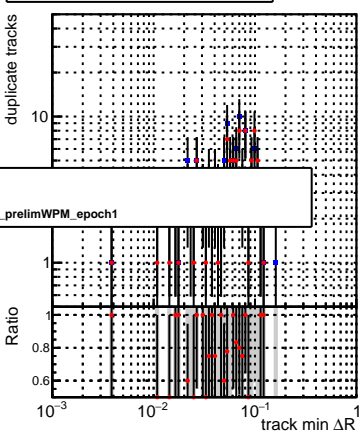 duplicate tracks
10
_prelimWPM_epoch1
1
Ratio
1
0.8
0.6
10−3 10−2 10−1 1
track min ΔR